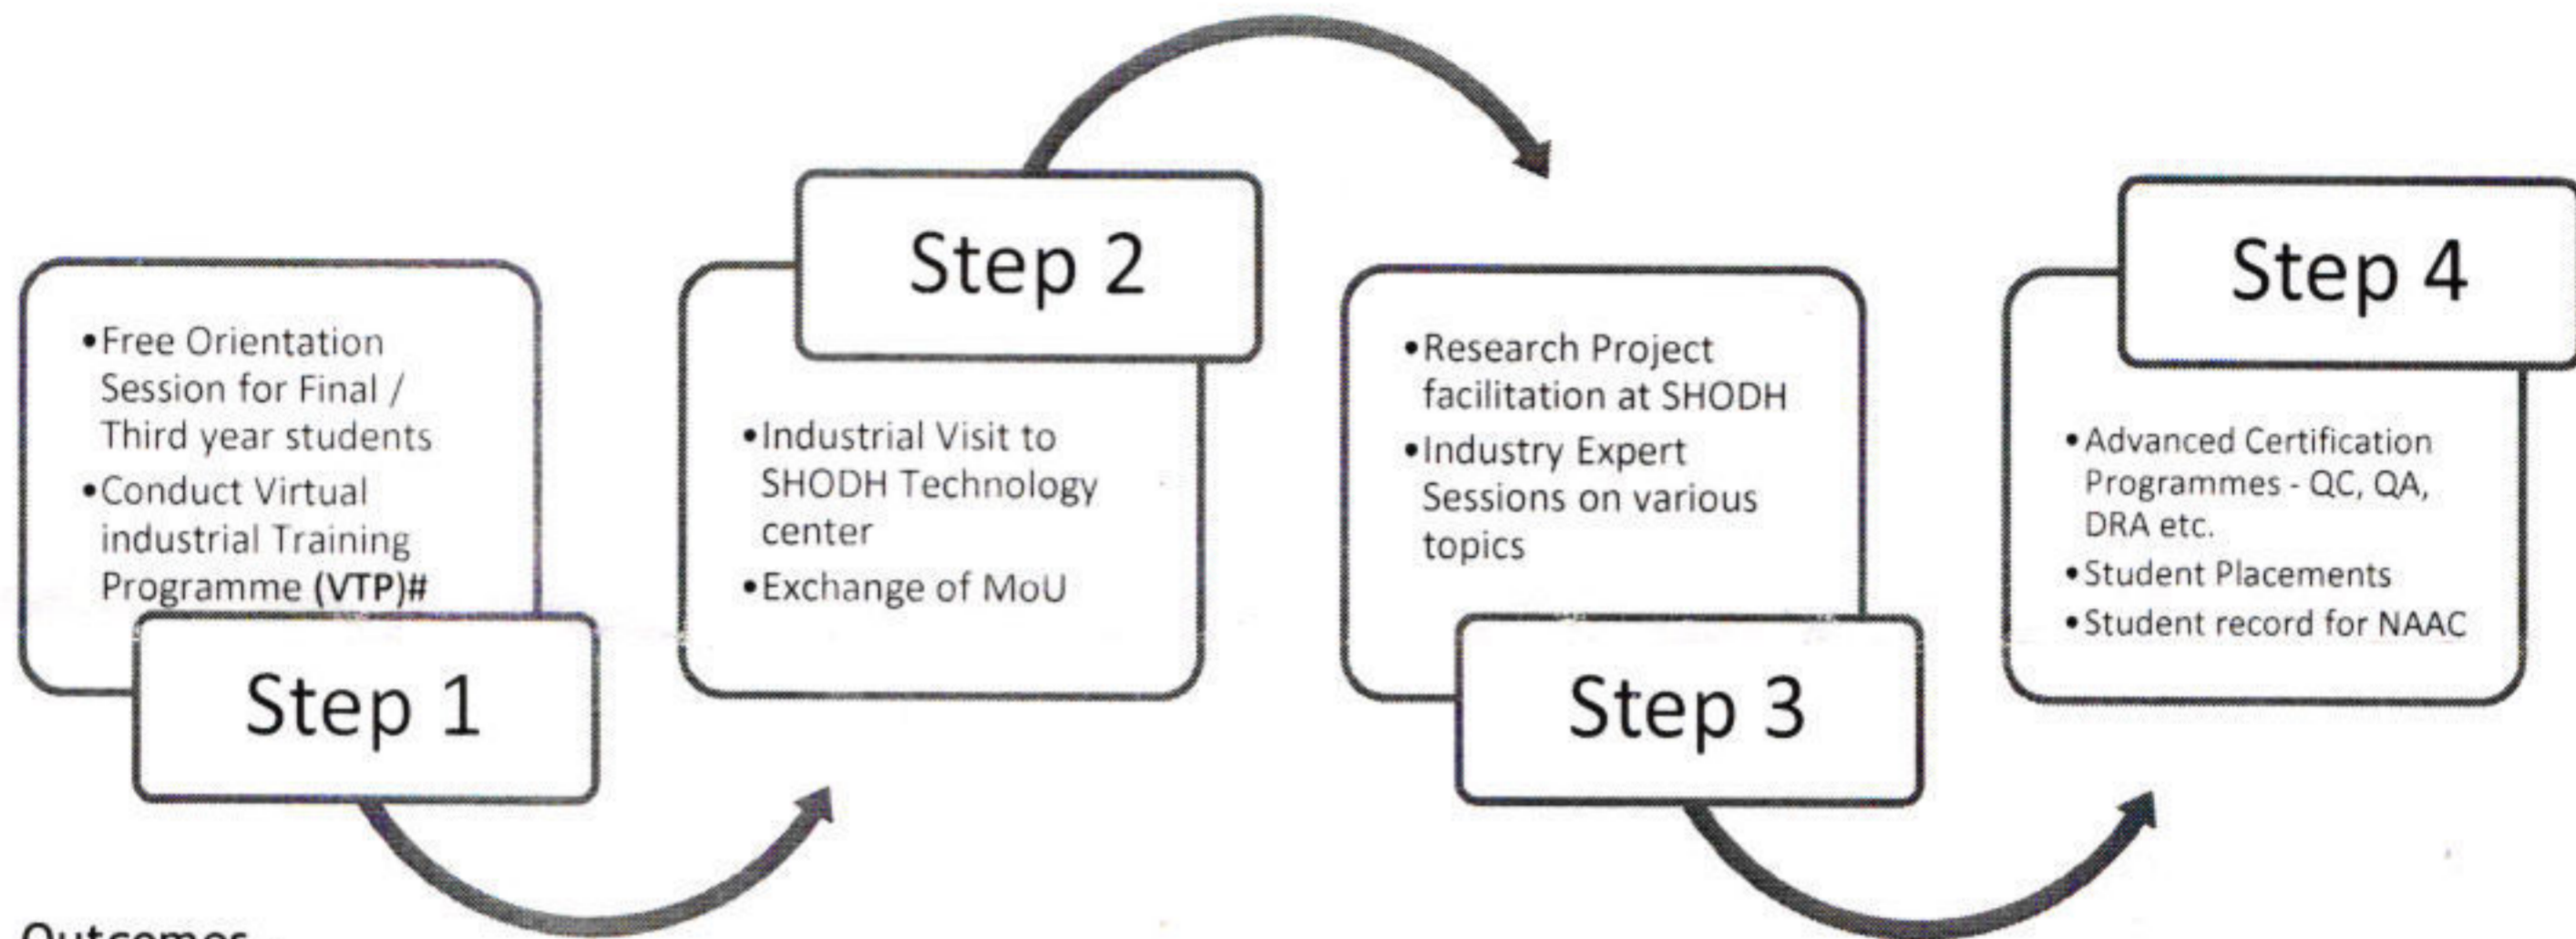 •Free Orientation
Session for Final /
Third year students
•Conduct Virtual
industrial Training
Programme (VTP)#
Step 1
Step 2
•Industrial Visit to
SHODH Technology
center
•Exchange of MoU
•Research Project
facilitation at SHODH
•Industry Expert
Sessions on various
topics
Step 3
Step 4
•Advanced Certification
Programmes - QC, QA,
DRA etc.
•Student Placements
•Student record for NAAC
Outcomes